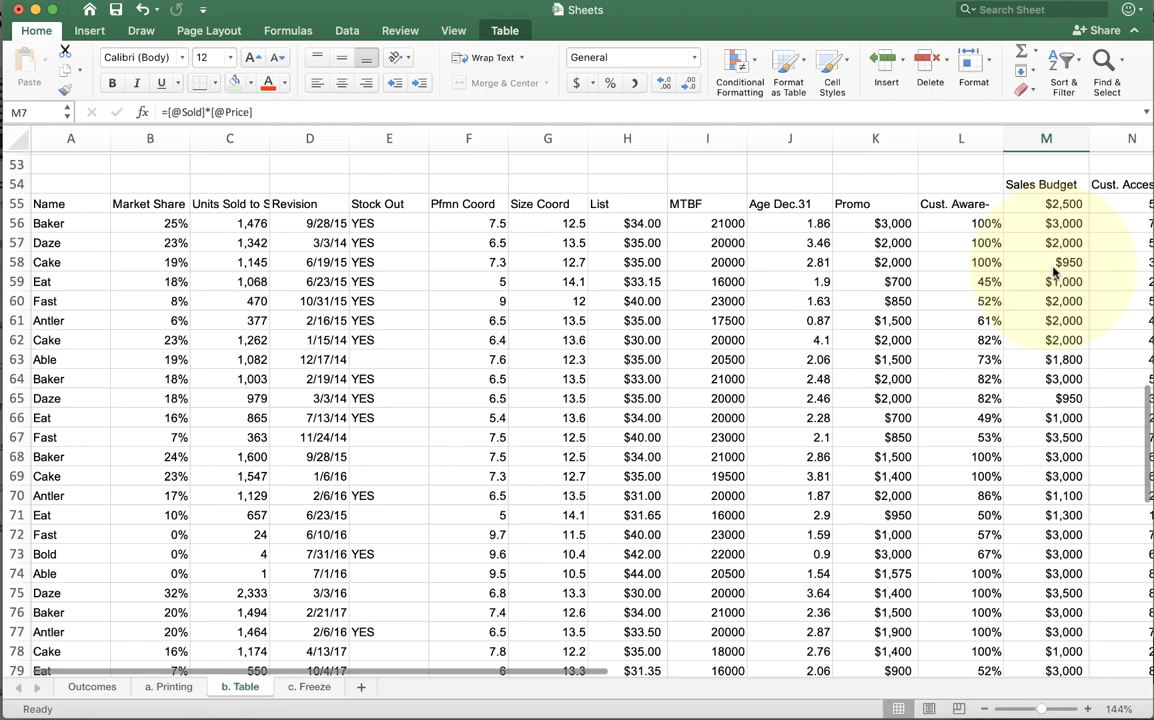 Sheets
Search Sheet
Home Insert Draw Page Layout Formulas Data Review View Table
Share
Paste
Calibri (Body) 12
Wrap Text
General
B I U
Merge & Center
$ %
Conditional Formatting
Format as Table
Cell Styles
Insert
Delete
Format
Sort & Filter
Find & Select
M7 fx =[@Sold]*[@Price]
A B C D E F G H I J K L M N
53
54 Sales Budget Cust. Acces
55 Name Market Share Units Sold to S Revision Stock Out Pfmn Coord Size Coord List MTBF Age Dec.31 Promo Cust. Aware- $2,500
56 Baker 25% 1,476 9/28/15 YES 7.5 12.5 $34.00 21000 1.86 $3,000 100% $3,000
57 Daze 23% 1,342 3/3/14 YES 6.5 13.5 $35.00 20000 3.46 $2,000 100% $2,000
58 Cake 19% 1,145 6/19/15 YES 7.3 12.7 $35.00 20000 2.81 $2,000 100% $950
59 Eat 18% 1,068 6/23/15 YES 5 14.1 $33.15 16000 1.9 $700 45% $1,000
60 Fast 8% 470 10/31/15 YES 9 12 $40.00 23000 1.63 $850 52% $2,000
61 Antler 6% 377 2/16/15 YES 6.5 13.5 $35.00 17500 0.87 $1,500 61% $2,000
62 Cake 23% 1,262 1/15/14 YES 6.4 13.6 $30.00 20000 4.1 $2,000 82% $2,000
63 Able 19% 1,082 12/17/14 7.6 12.3 $35.00 20500 2.06 $1,500 73% $1,800
64 Baker 18% 1,003 2/19/14 YES 6.5 13.5 $33.00 21000 2.48 $2,000 82% $3,000
65 Daze 18% 979 3/3/14 YES 6.5 13.5 $35.00 20000 2.46 $2,000 82% $950
66 Eat 16% 865 7/13/14 YES 5.4 13.6 $34.00 20000 2.28 $700 49% $1,000
67 Fast 7% 363 11/24/14 7.5 12.5 $40.00 23000 2.1 $850 53% $3,500
68 Baker 24% 1,600 9/28/15 7.5 12.5 $34.00 21000 2.86 $1,500 100% $3,000
69 Cake 23% 1,547 1/6/16 7.3 12.7 $35.00 19500 3.81 $1,400 100% $3,000
70 Antler 17% 1,129 2/6/16 YES 6.5 13.5 $31.00 20000 1.87 $2,000 86% $1,100
71 Eat 10% 657 6/23/15 5 14.1 $31.65 16000 2.9 $950 50% $1,300
72 Fast 0% 24 6/10/16 9.7 11.5 $40.00 23000 1.59 $1,000 57% $3,000
73 Bold 0% 4 7/31/16 YES 9.6 10.4 $42.00 22000 0.9 $3,000 67% $3,000
74 Able 0% 1 7/1/16 9.5 10.5 $44.00 20500 1.54 $1,575 100% $3,000
75 Daze 32% 2,333 3/3/16 6.8 13.3 $30.00 20000 3.64 $1,400 100% $3,500
76 Baker 20% 1,494 2/21/17 7.4 12.6 $34.00 21000 2.36 $1,500 100% $3,000
77 Antler 20% 1,464 2/6/16 YES 6.5 13.5 $33.50 20000 2.87 $1,900 100% $3,000
78 Cake 16% 1,174 4/13/17 7.8 12.2 $35.00 18000 2.76 $1,400 100% $1,000
79 Eat 7% 550 10/4/17 6 13.3 $31.35 16000 2.06 $900 52% $3,000
Outcomes a. Printing b. Table c. Freeze
Ready 144%